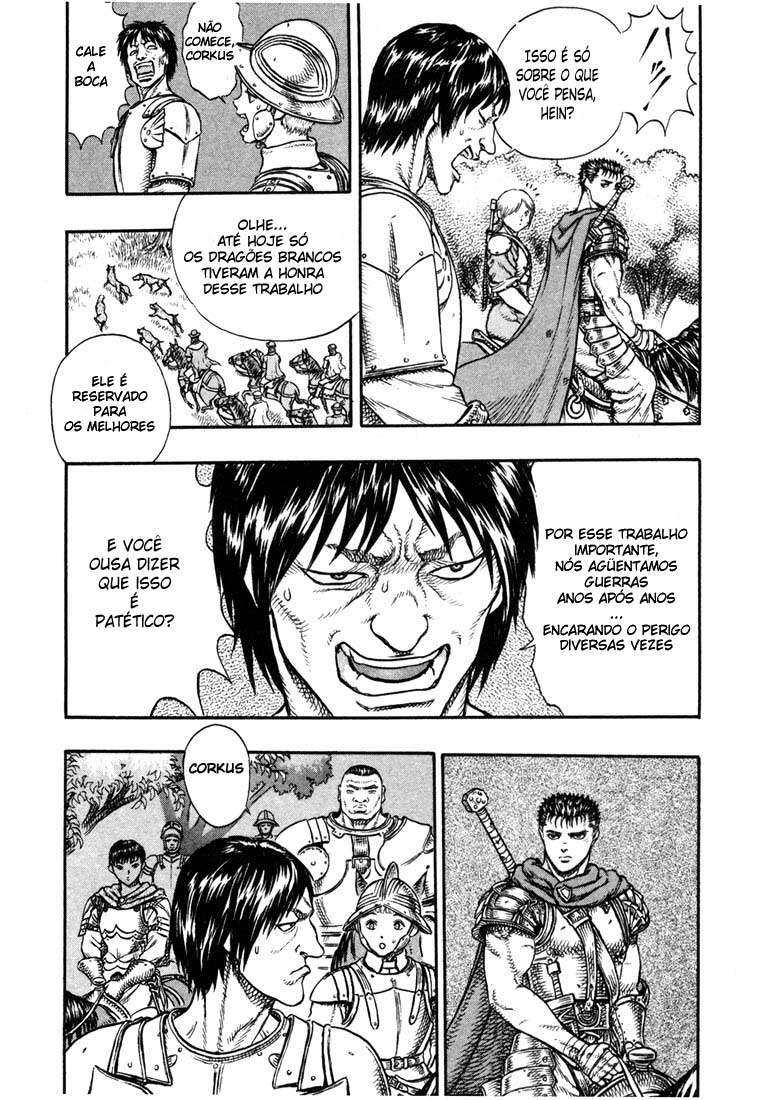 ISSO É SÓ
SOBRE O QUE
VOCÊ PENSA,
HEIN?
NÃO
COMECE,
CORKUS
CALE
A
BOCA
OLHE...
ATÉ HOJE SÓ
OS DRAGÕES BRANCOS
TIVERAM A HONRA
DESSE TRABALHO
ELE É
RESERVADO
PARA
OS MELHORES
POR ESSE TRABALHO
IMPORTANTE,
NÓS AGÜENTAMOS
GUERRAS
ANOS APÓS ANOS
...
ENCARANDO O PERIGO
DIVERSAS VEZES
E VOCÊ
OUSA DIZER
QUE ISSO
É
PATÉTICO?
CORKUS